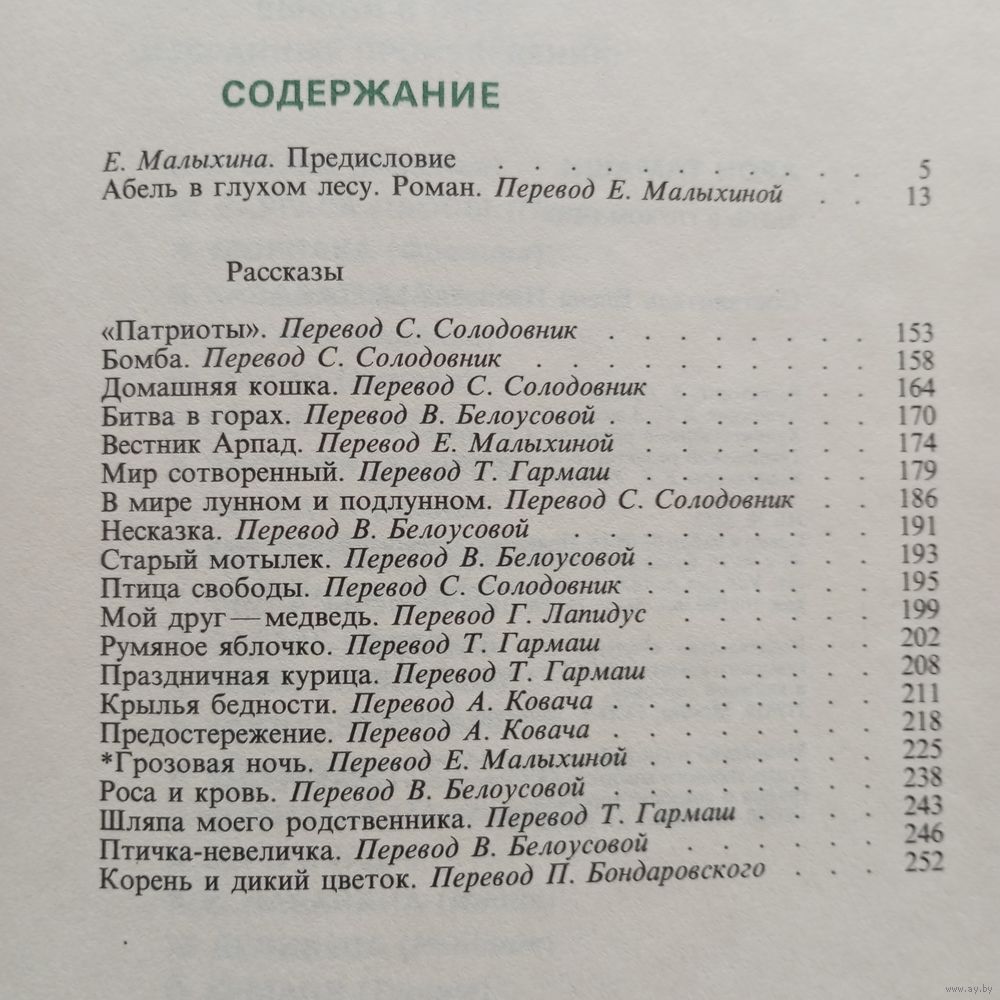 СОДЕРЖАНИЕ
Е. Малыхина. Предисловие . . . . . . . . . . 5
Абель в глухом лесу. Роман. Перевод Е. Малыхиной . . 13
Рассказы
«Патриоты». Перевод С. Солодовник . . . . . . . . 153
Бомба. Перевод С. Солодовник . . . . . . . . . . 158
Домашняя кошка. Перевод С. Солодовник . . . . . . 164
Битва в горах. Перевод В. Белоусовой . . . . . . . . 170
Вестник Арпад. Перевод Е. Малыхиной . . . . . . . 174
Мир сотворенный. Перевод Т. Гармаш . . . . . . . 179
В мире лунном и подлунном. Перевод С. Солодовник . . 186
Несказка. Перевод В. Белоусовой . . . . . . . . . 191
Старый мотылек. Перевод В. Белоусовой . . . . . . . 193
Птица свободы. Перевод С. Солодовник . . . . . . . 195
Мой друг — медведь. Перевод Г. Лапидус . . . . . . 199
Румяное яблочко. Перевод Т. Гармаш . . . . . . . 202
Праздничная курица. Перевод Т. Гармаш . . . . . . 208
Крылья бедности. Перевод А. Ковача . . . . . . . . 211
Предостережение. Перевод А. Ковача . . . . . . . . 218
*Грозовая ночь. Перевод Е. Малыхиной . . . . . . . 225
Роса и кровь. Перевод В. Белоусовой . . . . . . . . 238
Шляпа моего родственника. Перевод Т. Гармаш . . . . 243
Птичка-невеличка. Перевод В. Белоусовой . . . . . . 246
Корень и дикий цветок. Перевод П. Бондаровского . . . 252
www.ay.by